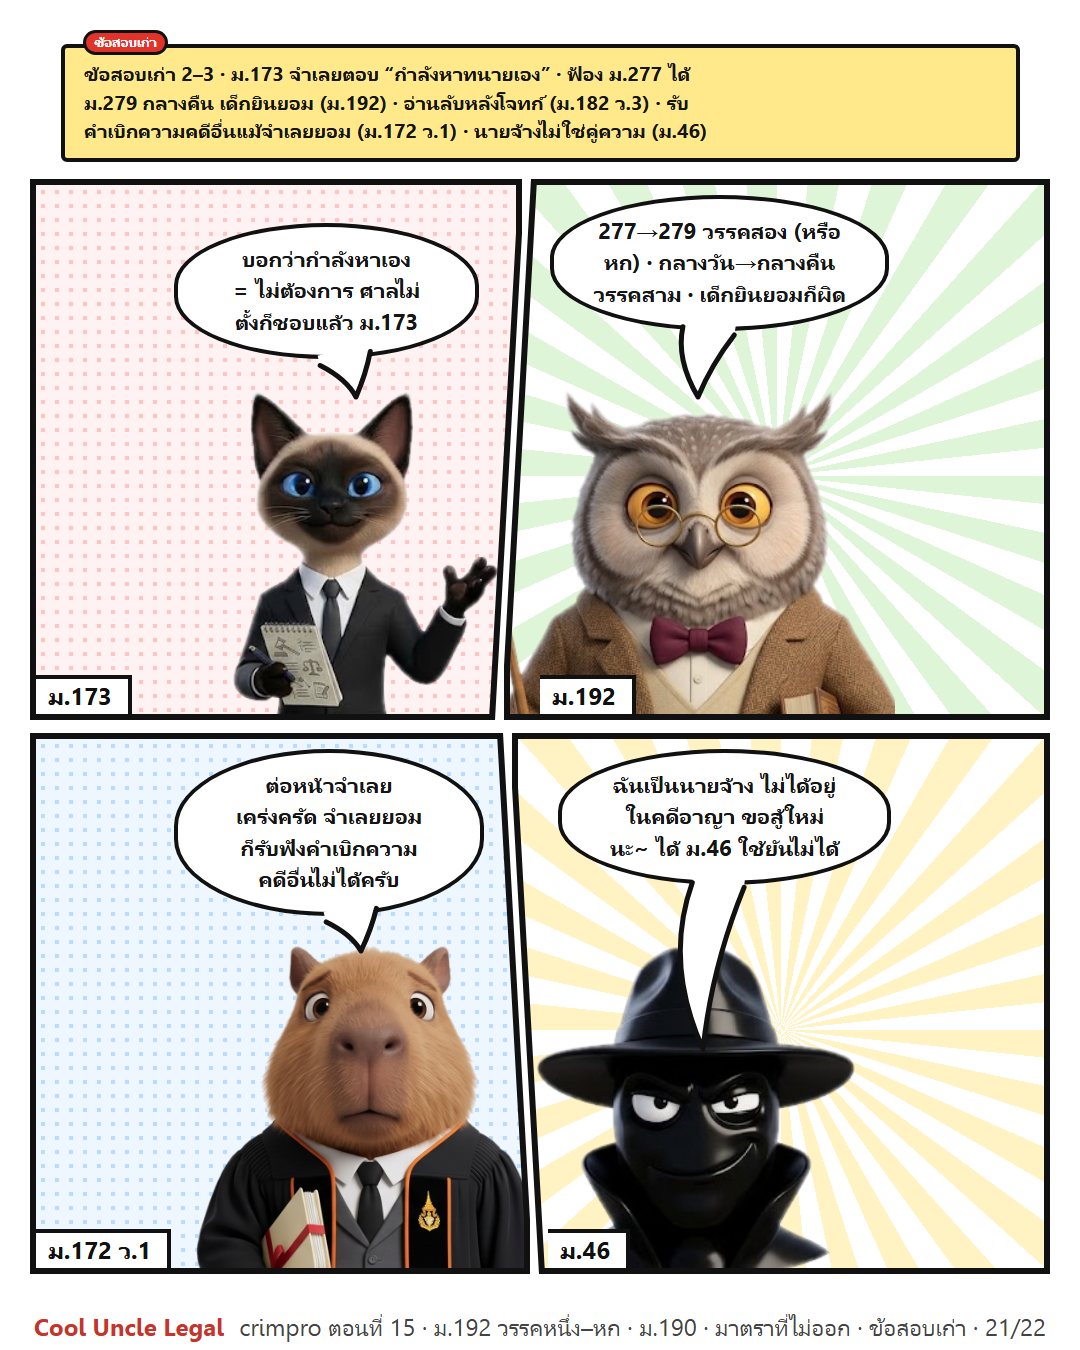 ข้อสอบเก่า
ข้อสอบเก่า 2–3 · ม.173 จำเลยตอบ “กำลังหาทนายเอง” · ฟ้อง ม.277 ได้
ม.279 กลางคืน เด็กยินยอม (ม.192) · อ่านลับหลังโจทก์ (ม.182 ว.3) · รับ
คำเบิกความคดีอื่นแม้จำเลยยอม (ม.172 ว.1) · นายจ้างไม่ใช่คู่ความ (ม.46)
บอกว่ากำลังหาเอง
= ไม่ต้องการ ศาลไม่
ตั้งก็ชอบแล้ว ม.173
ม.173
277→279 วรรคสอง (หรือ
หก) · กลางวัน→กลางคืน
วรรคสาม · เด็กยินยอมก็ผิด
ม.192
ต่อหน้าจำเลย
เคร่งครัด จำเลยยอม
ก็รับฟังคำเบิกความ
คดีอื่นไม่ได้ครับ
ม.172 ว.1
ฉันเป็นนายจ้าง ไม่ได้อยู่
ในคดีอาญา ขอสู้ใหม่
นะ~ ได้ ม.46 ใช้ยันไม่ได้
ม.46
Cool Uncle Legal crimpro ตอนที่ 15 · ม.192 วรรคหนึ่ง–หก · ม.190 · มาตราที่ไม่ออก · ข้อสอบเก่า · 21/22